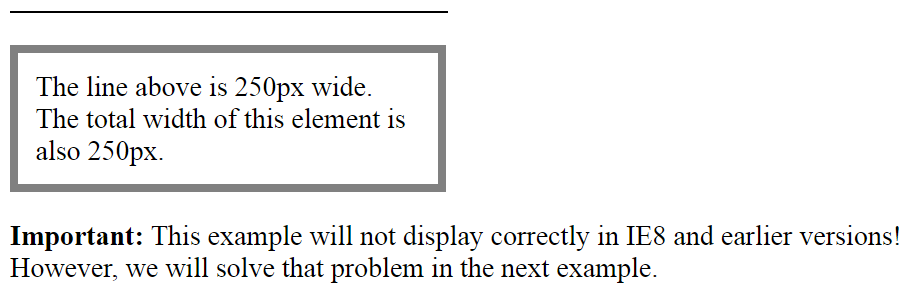 The line above is 250px wide.
The total width of this element is
also 250px.
Important: This example will not display correctly in IE8 and earlier versions!
However, we will solve that problem in the next example.